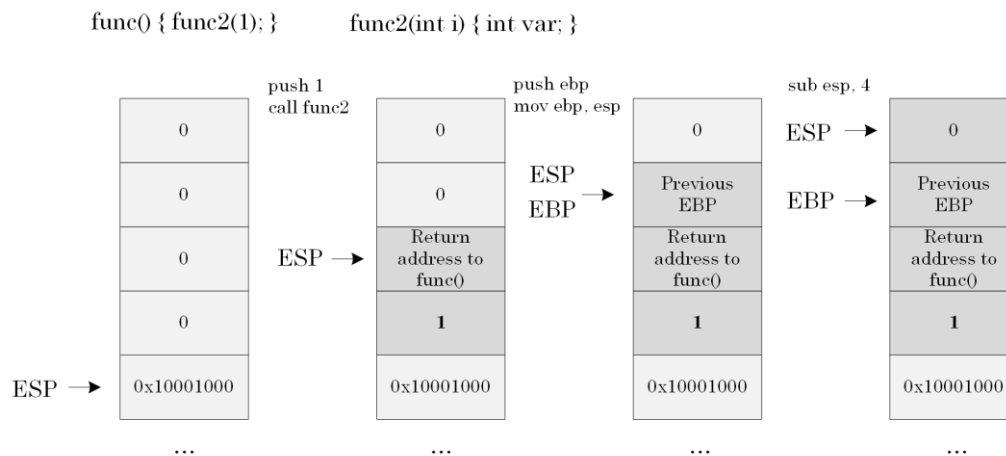 func() { func2(1); }
func2(int i) { int var; }
push 1
call func2
push ebp
mov ebp, esp
sub esp, 4
0
0
0
0
0x10001000
...
ESP
0
0
Return
address to
func()
1
0x10001000
...
ESP
0
Previous
EBP
Return
address to
func()
1
0x10001000
...
ESP
EBP
0
Previous
EBP
Return
address to
func()
1
0x10001000
...
ESP
EBP